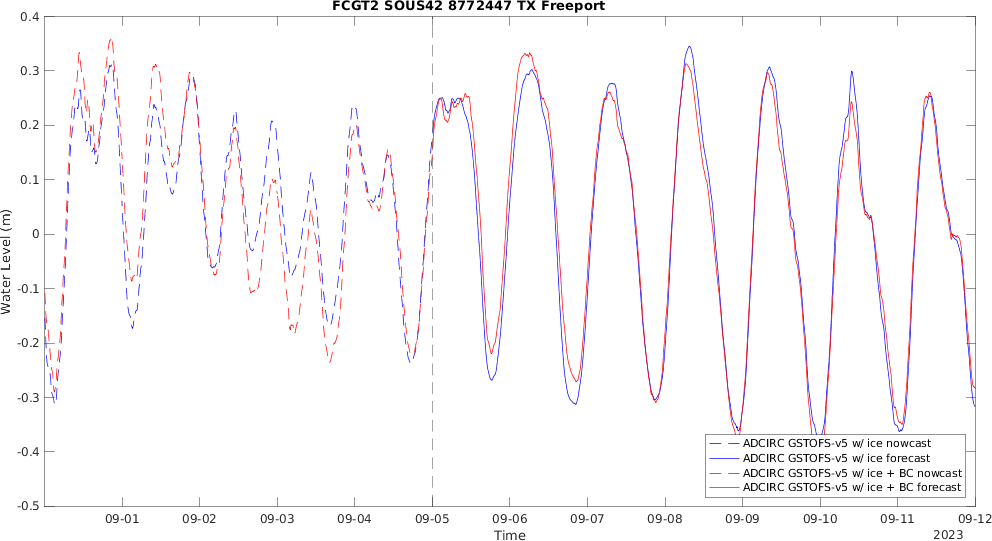 FCGT2 SOUS42 8772447 TX Freeport
0.4
0.3
0.2
0.1
0
-0.1
-0.2
-0.3
-0.4
-0.5
Water Level (m)
ADCIRC GSTOFS-v5 w/ ice nowcast
ADCIRC GSTOFS-v5 w/ ice forecast
ADCIRC GSTOFS-v5 w/ ice + BC nowcast
ADCIRC GSTOFS-v5 w/ ice + BC forecast
09-01 09-02 09-03 09-04 09-05 09-06 09-07 09-08 09-09 09-10 09-11 09-12
Time
2023